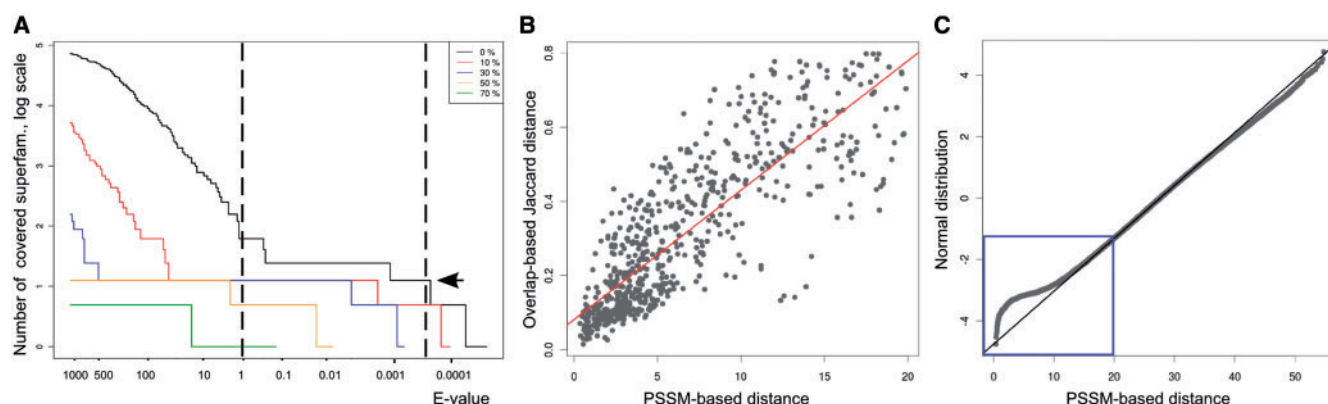 A
Number of covered superfam., log scale
5
4
3
2
1
0
0 %
10 %
30 %
50 %
70 %
1000 500 100 10 1 0.1 0.01 0.001 0.0001
E-value
B
Overlap-based Jaccard distance
0.8
0.6
0.4
0.2
0.0
0 5 10 15 20
PSSM-based distance
C
Normal distribution
4
2
0
-2
-4
0 10 20 30 40 50
PSSM-based distance